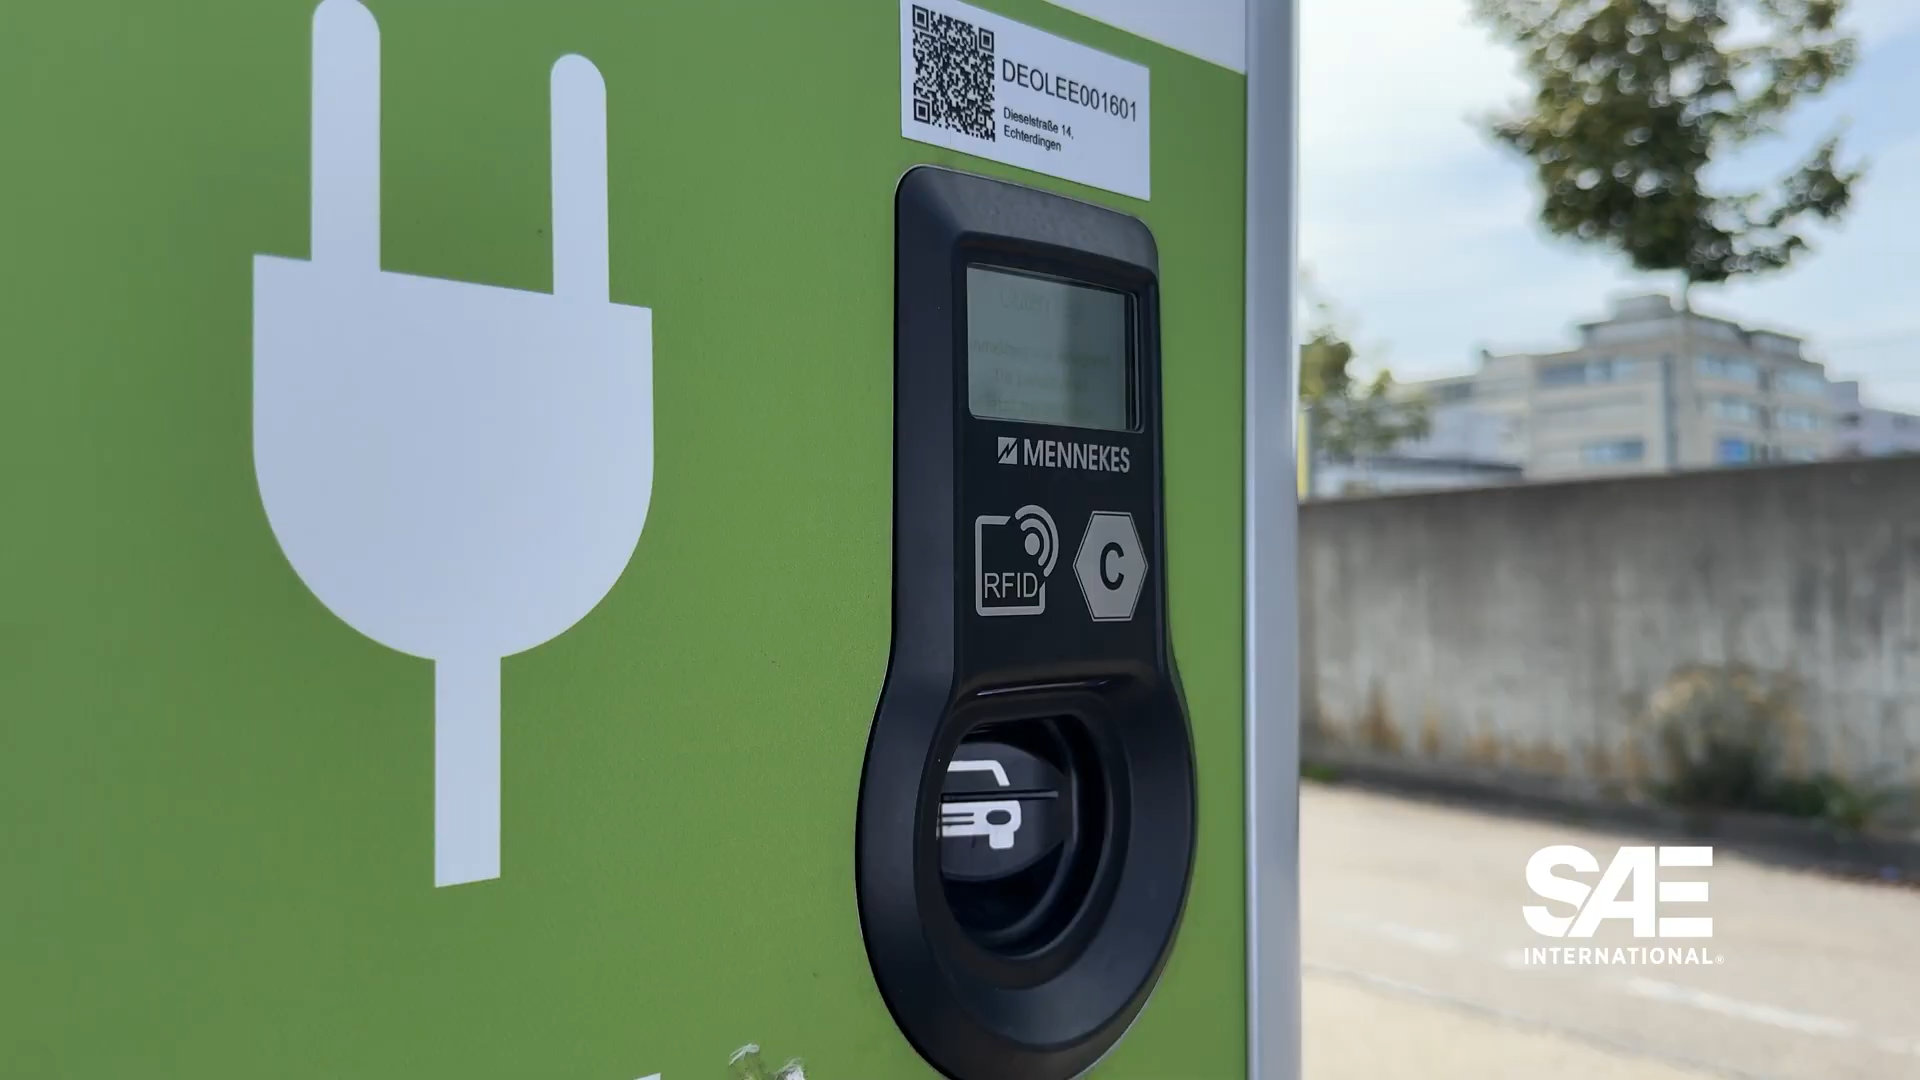 DEOLEE001601
Dieselstraße 14,
Echterdingen
MENNEKES
RFID
C
SAE
INTERNATIONAL®